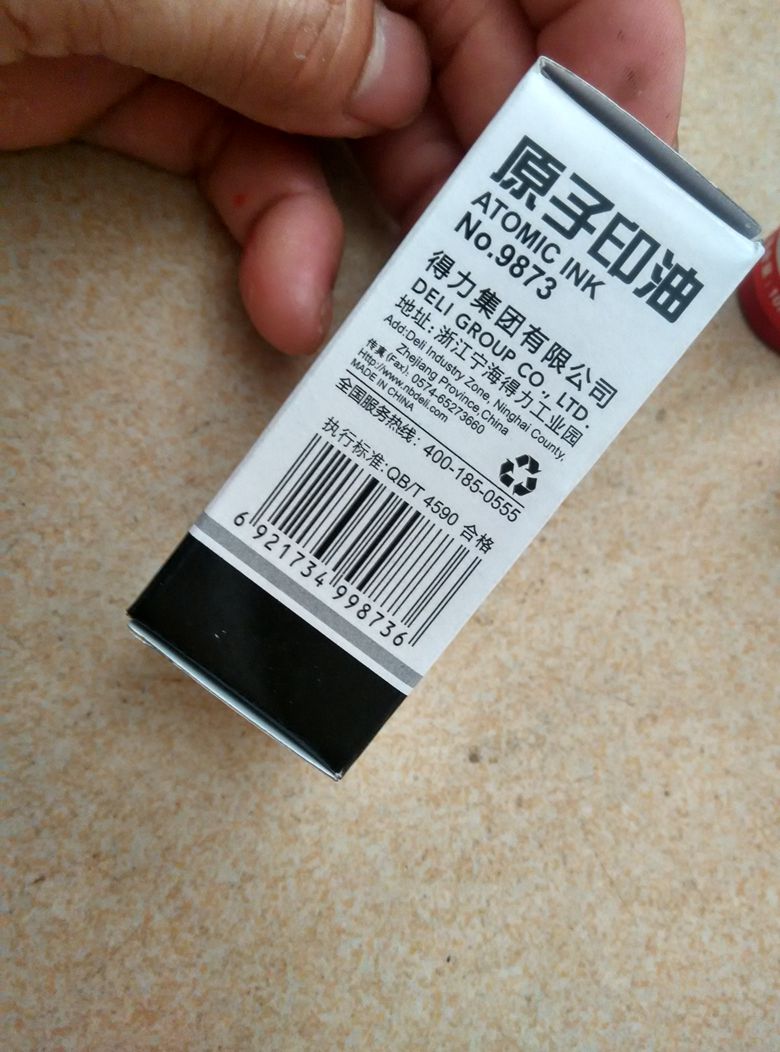 原子印油
ATOMIC INK
No.9873
得力集团有限公司
DELI GROUP CO., LTD.
地址: 浙江宁海得力工业园
Add:Deli Industry Zone, Ninghai County,
Zhejiang Province,China
传真 (Fax): 0574-65273660
Http://www.nbdeli.com
MADE IN CHINA
全国服务热线: 400-185-0555
执行标准:QB/T 4590 合格
6 921734 998736